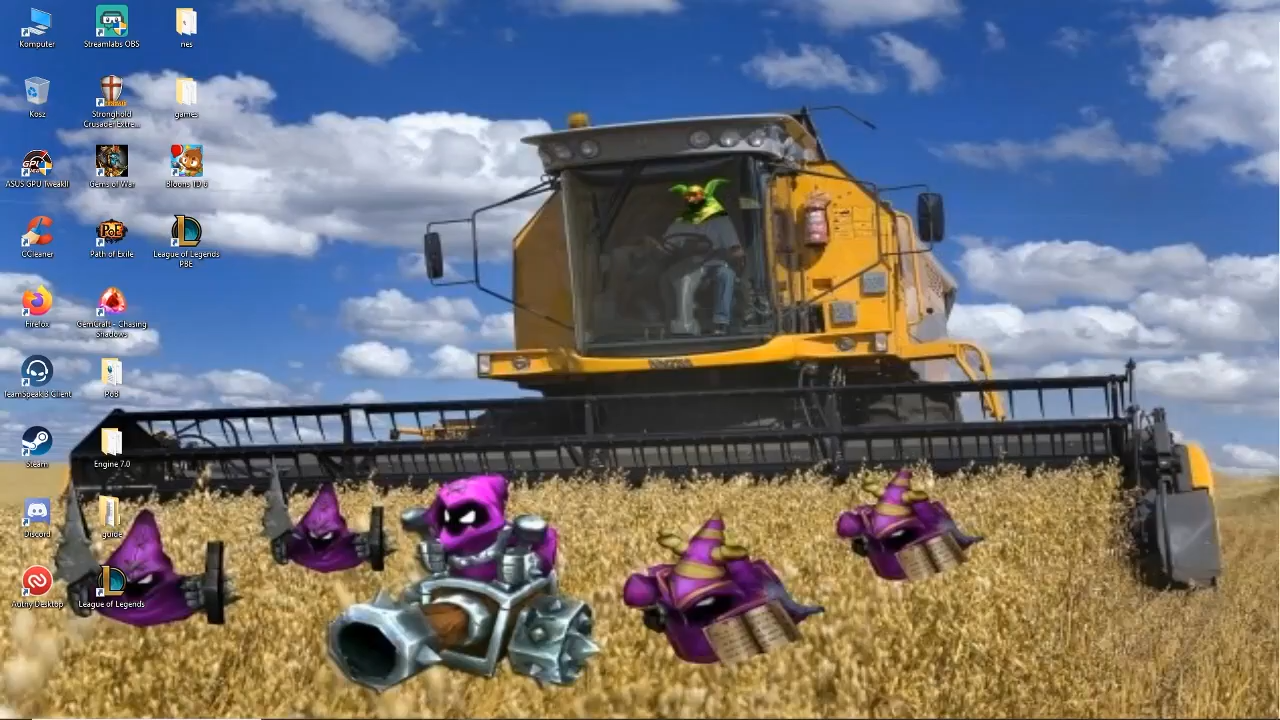 Komputer
Streamlabs OBS
nes
Kosz
Stronghold
Crusader Extre...
games
ASUS GPU TweakII
Gems of War
Bloons TD 6
CCleaner
Path of Exile
League of Legends
PBE
Firefox
GemCraft - Chasing
Shadows
TeamSpeak 3 Client
PoB
Steam
Engine 7.0
Discord
guide
Authy Desktop
League of Legends